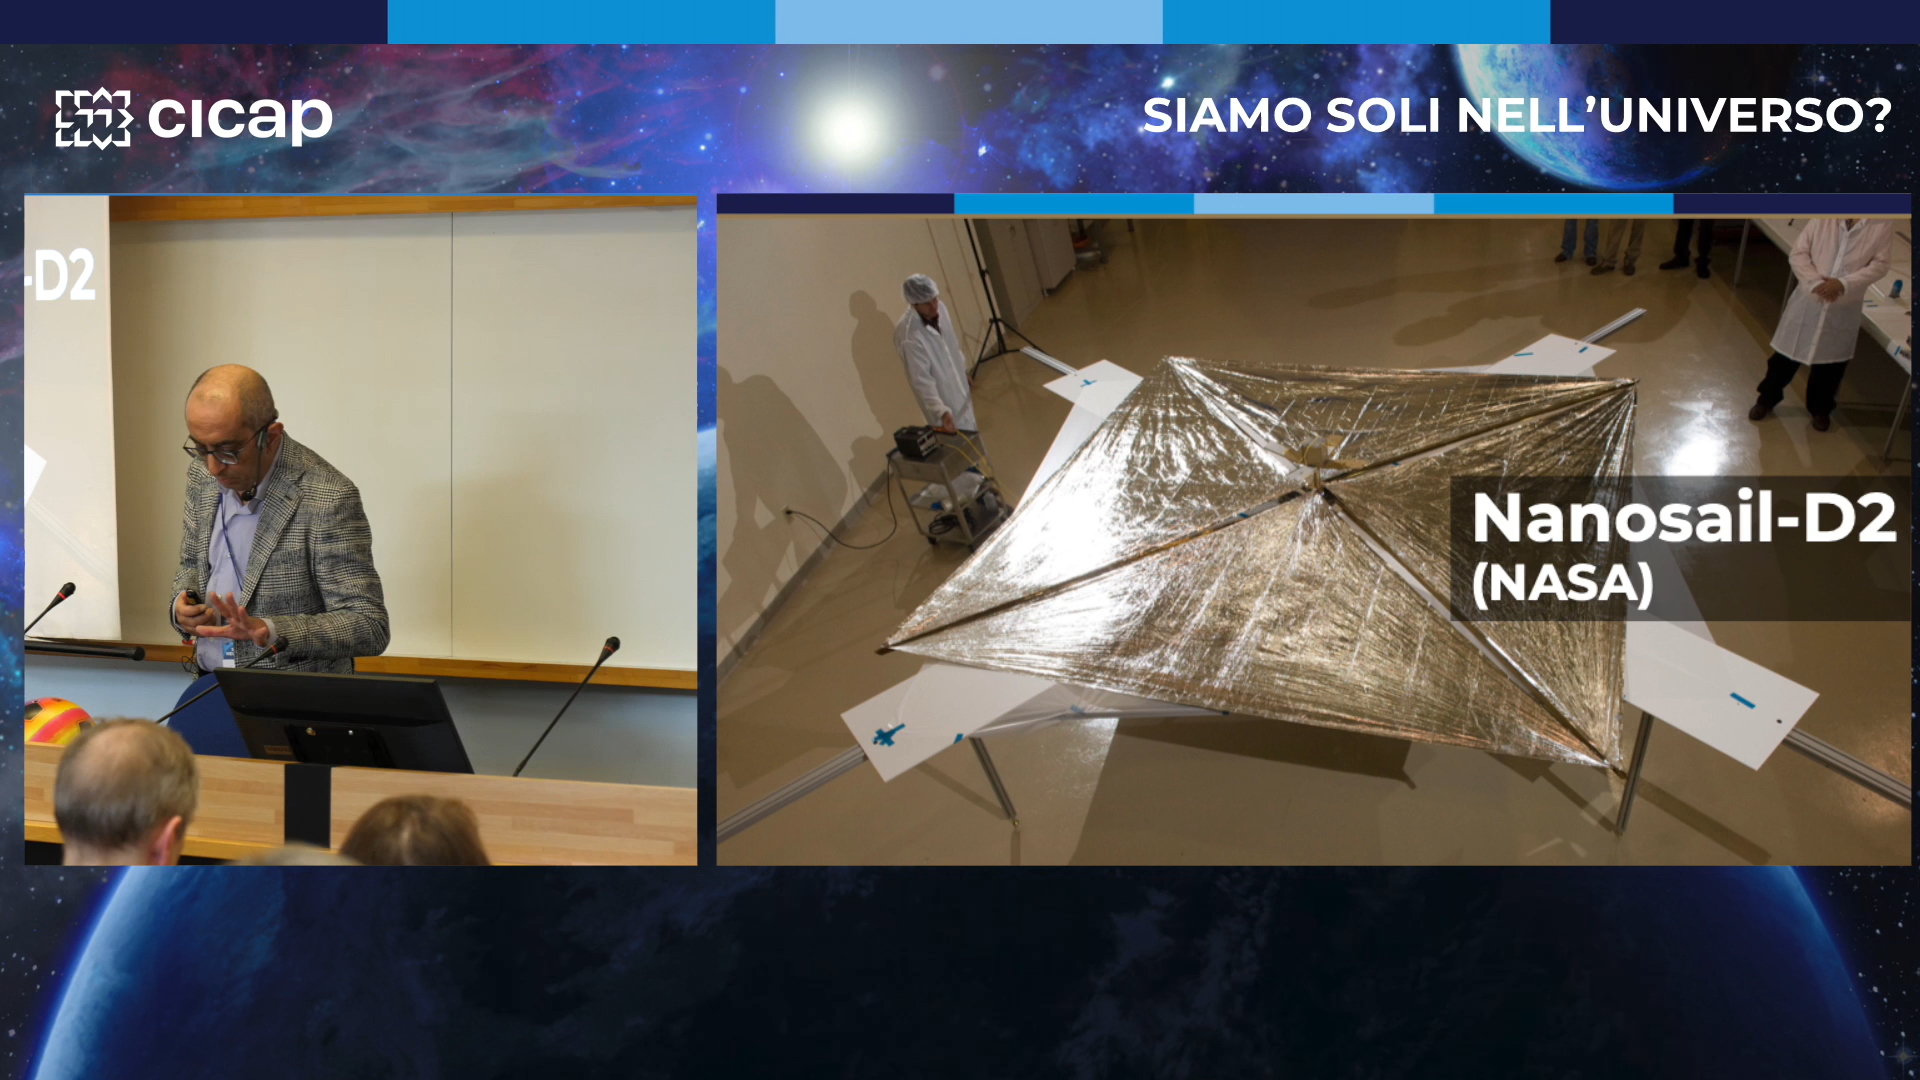 cicap
SIAMO SOLI NELL’UNIVERSO?
-D2
Nanosail-D2
(NASA)